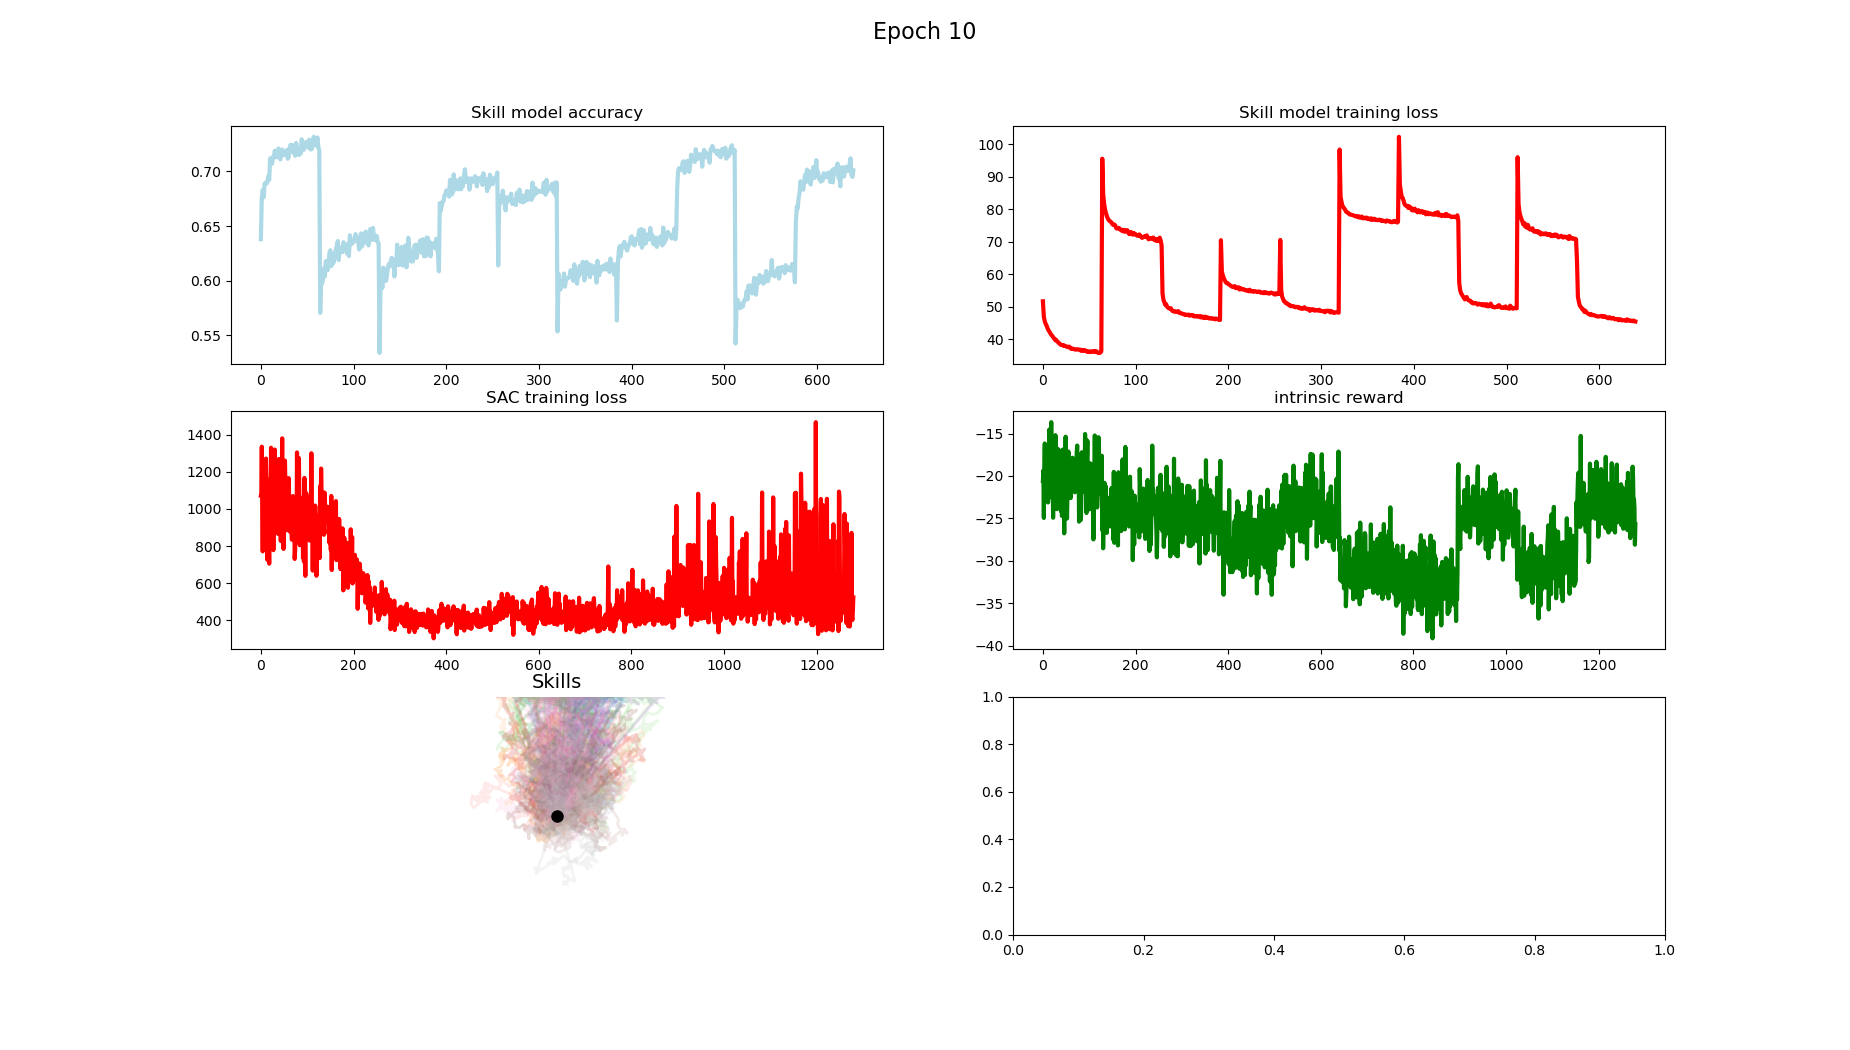 Epoch 10
Skill model accuracy
0.70
0.65
0.60
0.55
0 100 200 300 400 500 600
Skill model training loss
100
90
80
70
60
50
40
0 100 200 300 400 500 600
SAC training loss
1400
1200
1000
800
600
400
0 200 400 600 800 1000 1200
intrinsic reward
−15
−20
−25
−30
−35
−40
0 200 400 600 800 1000 1200
Skills
1.0
0.8
0.6
0.4
0.2
0.0
0.0 0.2 0.4 0.6 0.8 1.0